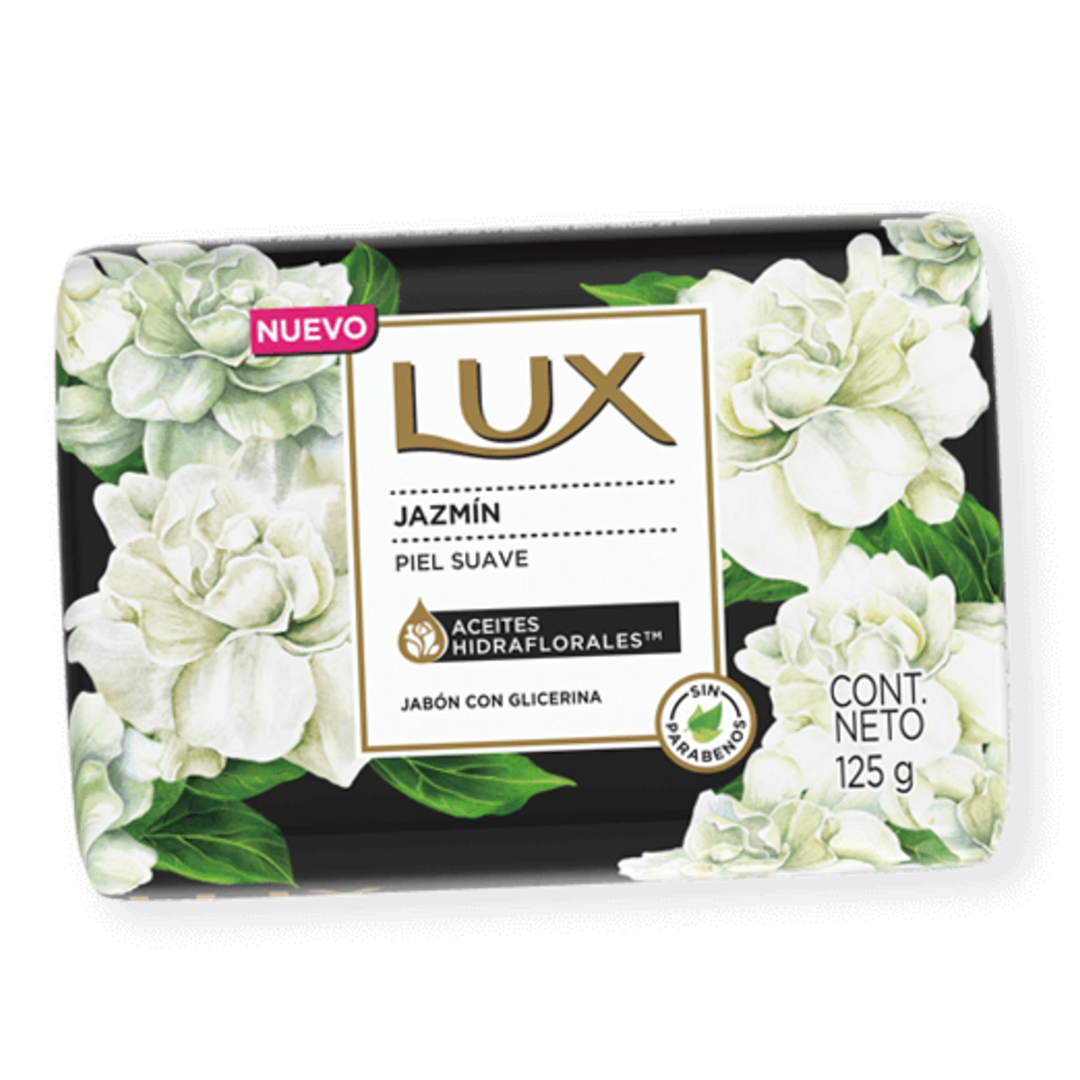 NUEVO
LUX
JAZMÍN
PIEL SUAVE
ACEITES
HIDRAFLORALES™
JABÓN CON GLICERINA
SIN
PARABENOS
CONT.
NETO
125 g